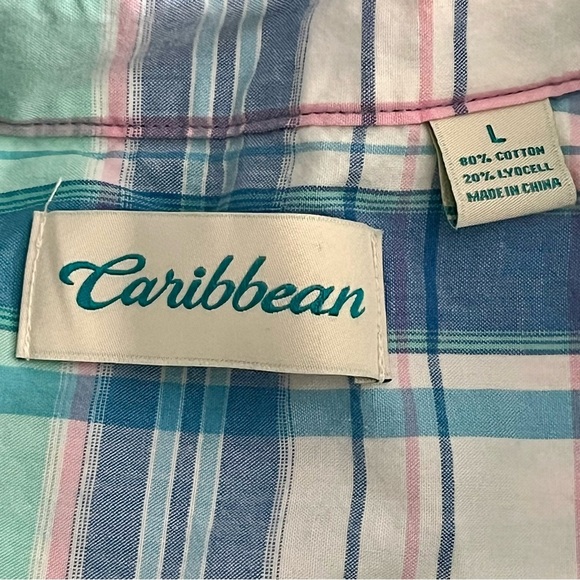 L
80% COTTON
20% LYOCELL
MADE IN CHINA
Caribbean